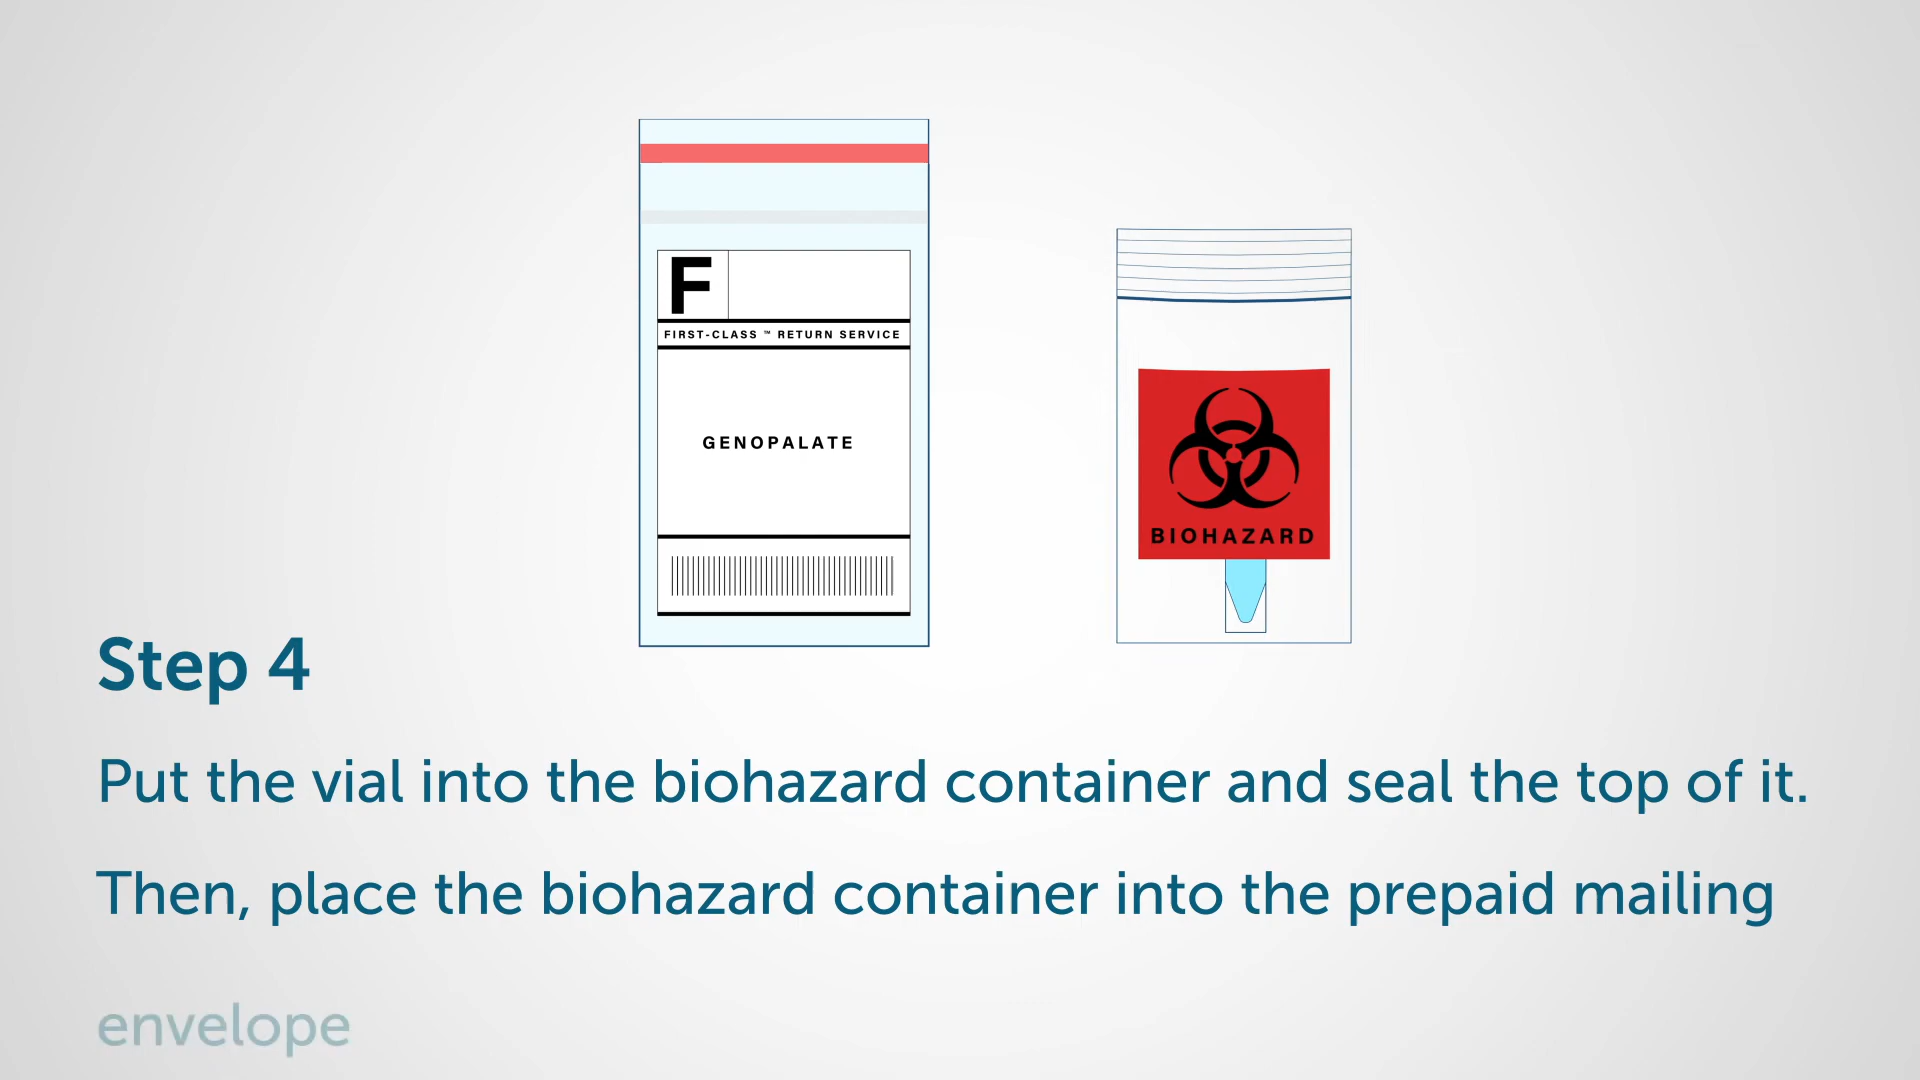 F
FIRST-CLASS ™ RETURN SERVICE
GENOPALATE
BIOHAZARD
Step 4
Put the vial into the biohazard container and seal the top of it.
Then, place the biohazard container into the prepaid mailing
envelope